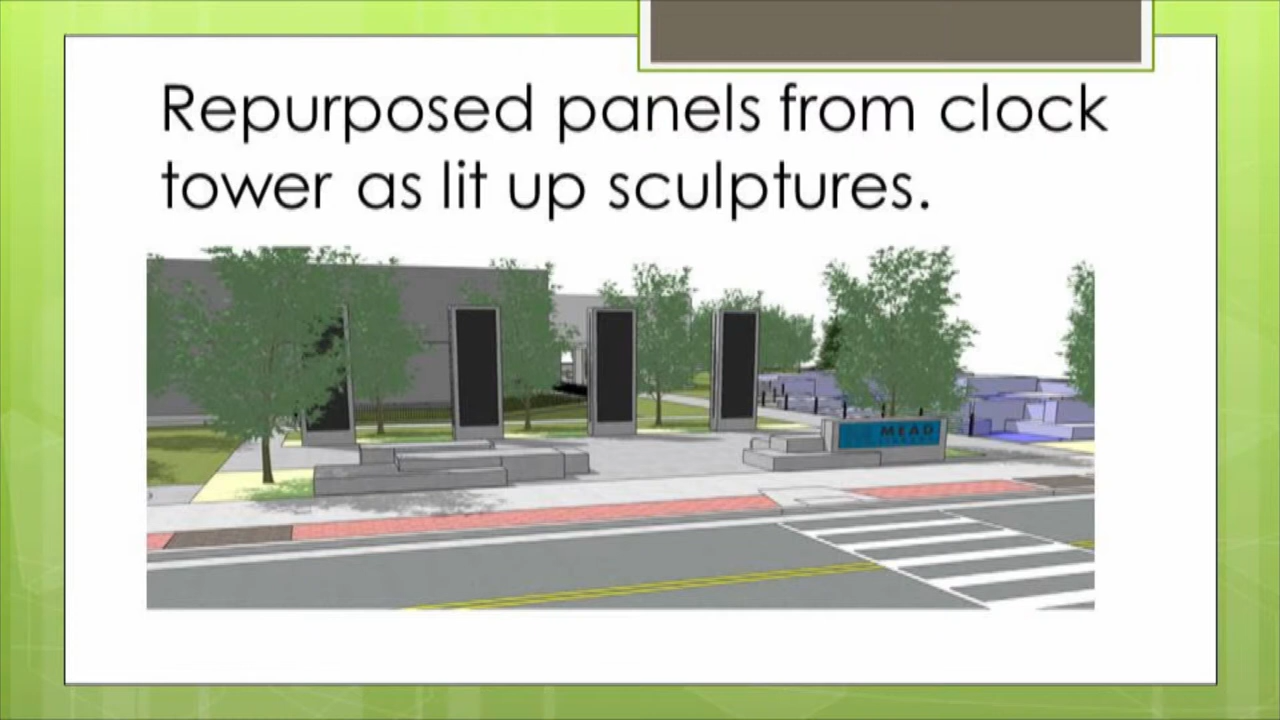 Repurposed panels from clock
tower as lit up sculptures.
MEAD